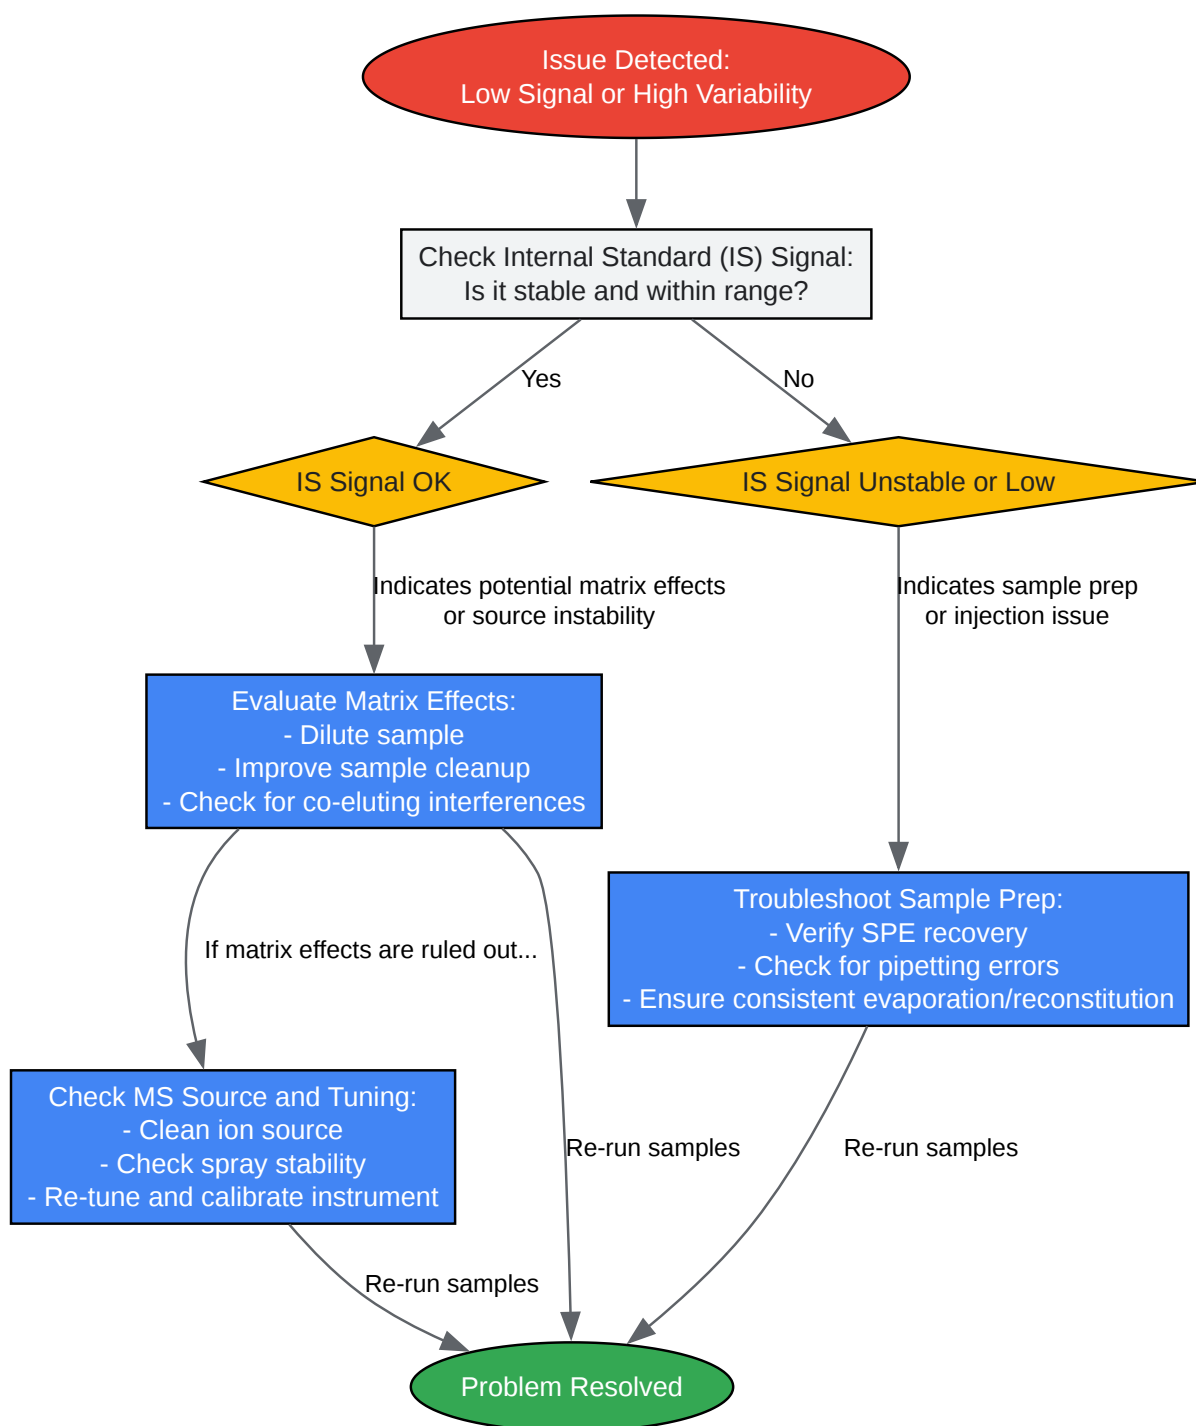 Issue Detected:
Low Signal or High Variability
Check Internal Standard (IS) Signal:
Is it stable and within range?
Yes
No
IS Signal OK
IS Signal Unstable or Low
Indicates potential matrix effects
or source instability
Indicates sample prep
or injection issue
Evaluate Matrix Effects:
- Dilute sample
- Improve sample cleanup
- Check for co-eluting interferences
Troubleshoot Sample Prep:
- Verify SPE recovery
- Check for pipetting errors
- Ensure consistent evaporation/reconstitution
If matrix effects are ruled out...
Check MS Source and Tuning:
- Clean ion source
- Check spray stability
- Re-tune and calibrate instrument
Re-run samples
Re-run samples
Re-run samples
Problem Resolved